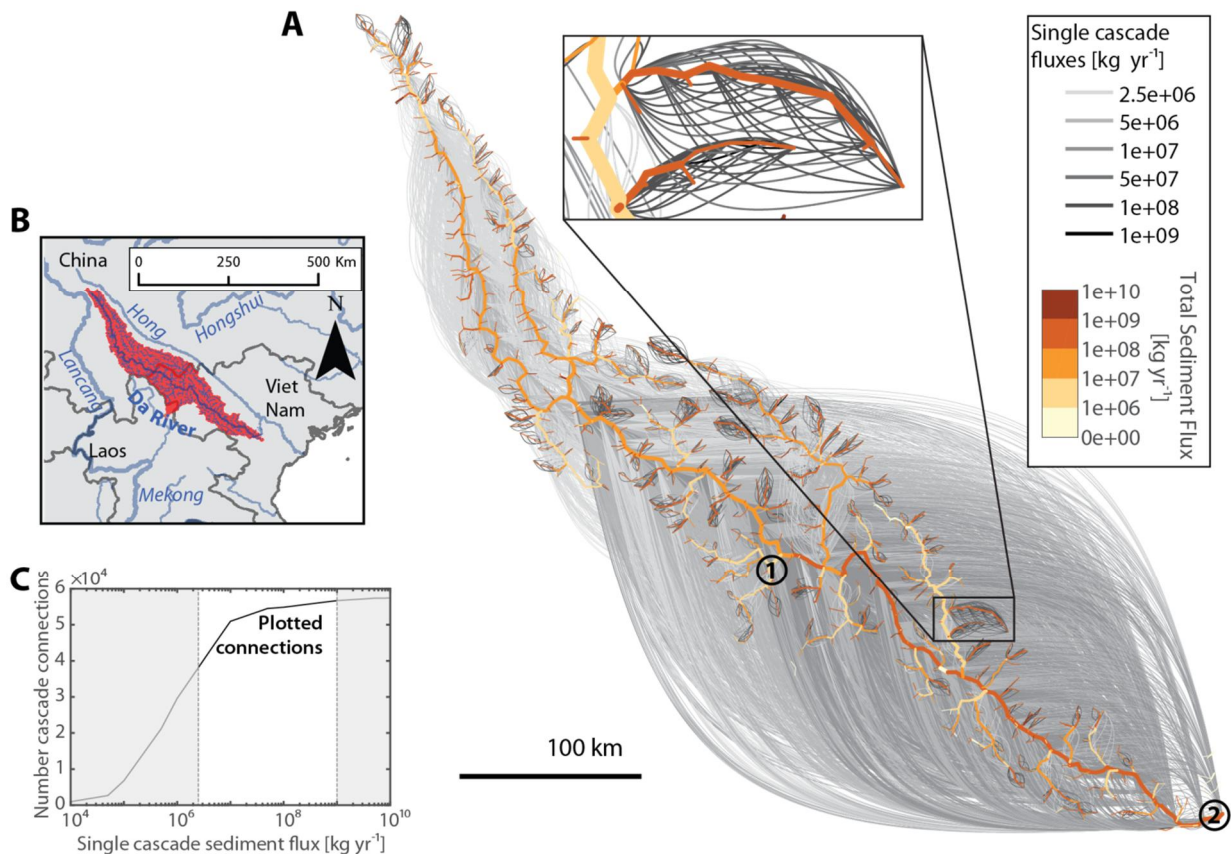 A
Single cascade
fluxes [kg yr-1]
2.5e+06
5e+06
1e+07
5e+07
1e+08
1e+09
1e+10
1e+09
1e+08
1e+07
1e+06
0e+00
Total Sediment Flux
[kg yr-1]
B
China
0 250 500 Km
N
Hong
Hongshui
Lancang
Viet
Nam
Da River
Laos
Mekong
1
2
100 km
C
×104
Number cascade connections
6
5
4
3
2
1
0
Plotted
connections
104 106 108 1010
Single cascade sediment flux [kg yr-1]